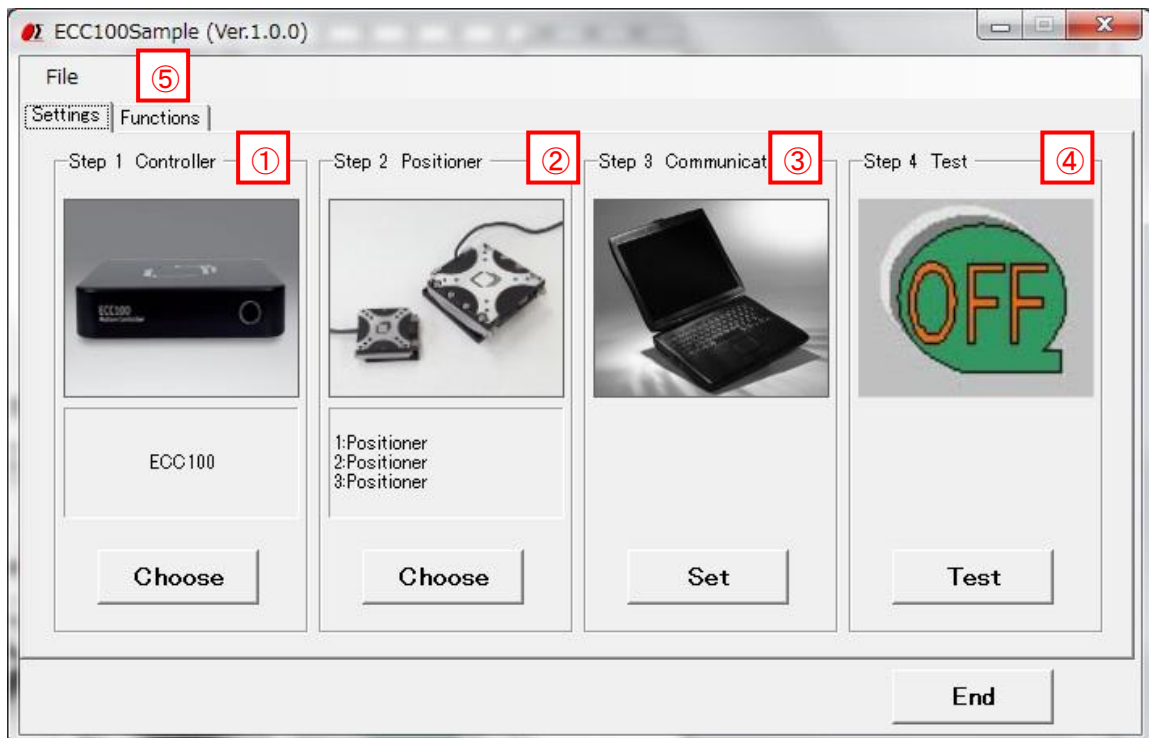 ECC100Sample (Ver.1.0.0)
File
⑤
Settings Functions
Step 1 Controller ①
Step 2 Positioner ②
Step 3 Communicat ③
Step 4 Test ④
ECC100
OFF
ECC100
1:Positioner
2:Positioner
3:Positioner
Choose
Choose
Set
Test
End